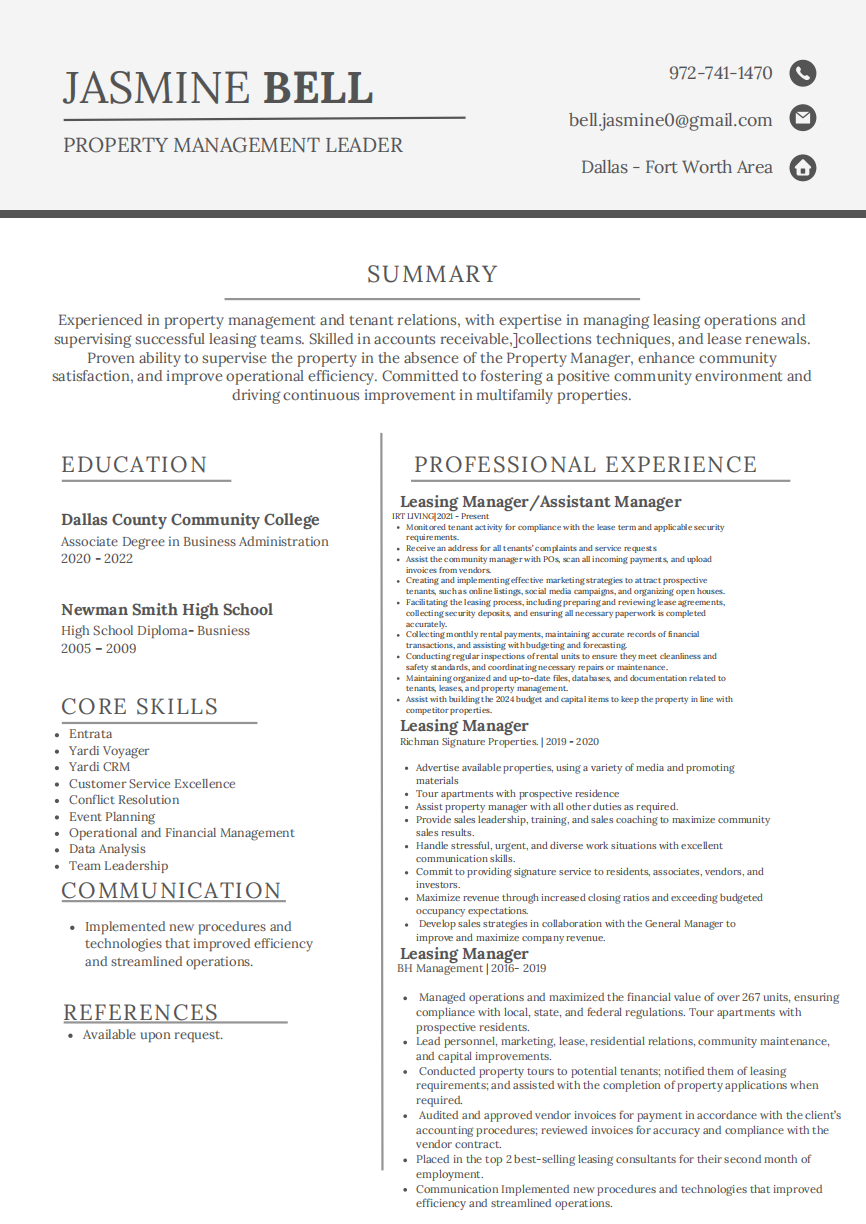 JASMINE BELL
PROPERTY MANAGEMENT LEADER
972-741-1470
bell.jasmine0@gmail.com
Dallas - Fort Worth Area
SUMMARY
Experienced in property management and tenant relations, with expertise in managing leasing operations and
supervising successful leasing teams. Skilled in accounts receivable,]collections techniques, and lease renewals.
Proven ability to supervise the property in the absence of the Property Manager, enhance community
satisfaction, and improve operational efficiency. Committed to fostering a positive community environment and
driving continuous improvement in multifamily properties.
EDUCATION
Dallas County Community College
Associate Degree in Business Administration
2020 - 2022
Newman Smith High School
High School Diploma- Busniess
2005 - 2009
CORE SKILLS
• Entrata
• Yardi Voyager
• Yardi CRM
• Customer Service Excellence
• Conflict Resolution
• Event Planning
• Operational and Financial Management
• Data Analysis
• Team Leadership
COMMUNICATION
• Implemented new procedures and
technologies that improved efficiency
and streamlined operations.
REFERENCES
• Available upon request.
PROFESSIONAL EXPERIENCE
Leasing Manager/Assistant Manager
IRT LIVING|2021 - Present
• Monitored tenant activity for compliance with the lease term and applicable security
requirements.
• Receive an address for all tenants' complaints and service requests
• Assist the community manager with POs, scan all incoming payments, and upload
invoices from vendors.
• Creating and implementing effective marketing strategies to attract prospective
tenants, such as online listings, social media campaigns, and organizing open houses.
• Facilitating the leasing process, including preparing and reviewing lease agreements,
collecting security deposits, and ensuring all necessary paperwork is completed
accurately.
• Collecting monthly rental payments, maintaining accurate records of financial
transactions, and assisting with budgeting and forecasting.
• Conducting regular inspections of rental units to ensure they meet cleanliness and
safety standards, and coordinating necessary repairs or maintenance.
• Maintaining organized and up-to-date files, databases, and documentation related to
tenants, leases, and property management.
• Assist with building the 2024 budget and capital items to keep the property in line with
competitor properties.
Leasing Manager
Richman Signature Properties. | 2019 - 2020
• Advertise available properties, using a variety of media and promoting
materials
• Tour apartments with prospective residence
• Assist property manager with all other duties as required.
• Provide sales leadership, training, and sales coaching to maximize community
sales results.
• Handle stressful, urgent, and diverse work situations with excellent
communication skills.
• Commit to providing signature service to residents, associates, vendors, and
investors.
• Maximize revenue through increased closing ratios and exceeding budgeted
occupancy expectations.
• Develop sales strategies in collaboration with the General Manager to
improve and maximize company revenue.
Leasing Manager
BH Management | 2016- 2019
• Managed operations and maximized the financial value of over 267 units, ensuring
compliance with local, state, and federal regulations. Tour apartments with
prospective residents.
• Lead personnel, marketing, lease, residential relations, community maintenance,
and capital improvements.
• Conducted property tours to potential tenants; notified them of leasing
requirements; and assisted with the completion of property applications when
required.
• Audited and approved vendor invoices for payment in accordance with the client's
accounting procedures; reviewed invoices for accuracy and compliance with the
vendor contract.
• Placed in the top 2 best-selling leasing consultants for their second month of
employment.
• Communication Implemented new procedures and technologies that improved
efficiency and streamlined operations.